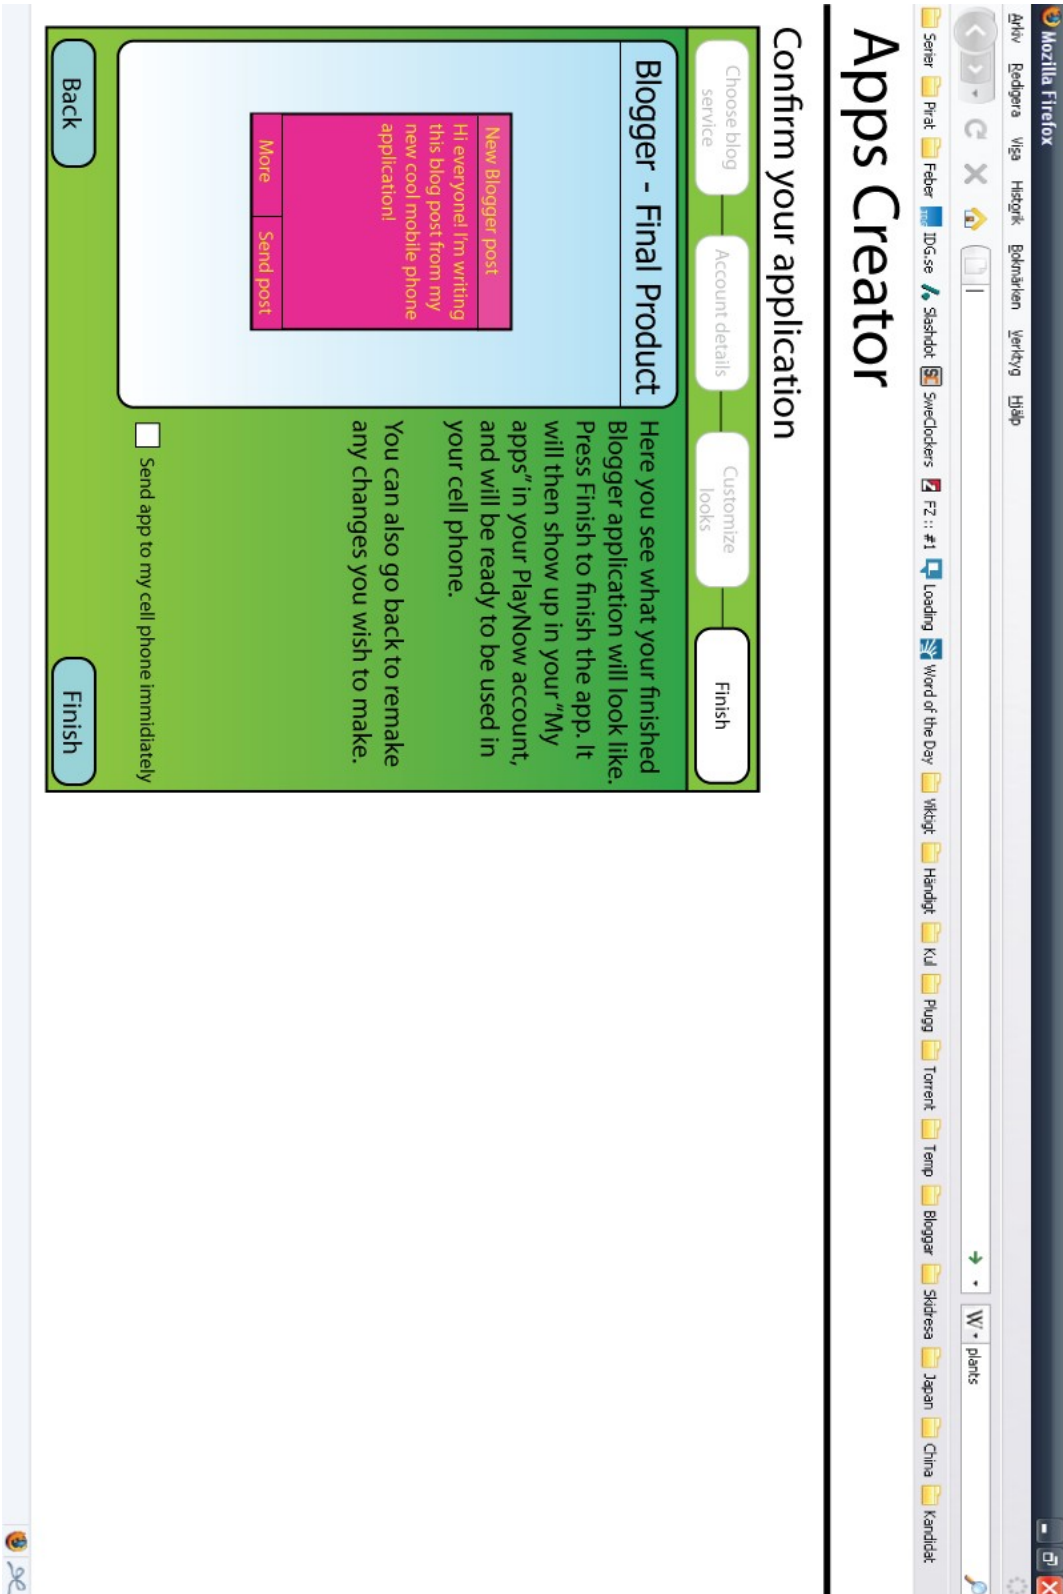 Mozilla Firefox
Arkiv Redigera Visa Historik Bokmärken Verktyg Hjälp
W plants
Serier Pirat Feber IDG.se Slashdot SweClockers FZ :: #1 Loading Word of the Day Viktigt Händigt Kul Plugg Torrent Temp Bloggar Skidresa Japan China Kandidat
Apps Creator
Confirm your application
Choose blog
service
Account details
Customize
looks
Finish
Blogger - Final Product
New Blogger post
Hi everyone! I'm writing
this blog post from my
new cool mobile phone
application!
More Send post
Here you see what your finished
Blogger application will look like.
Press Finish to finish the app. It
will then show up in your "My
apps" in your PlayNow account,
and will be ready to be used in
your cell phone.
You can also go back to remake
any changes you wish to make.
Send app to my cell phone immidiately
Back Finish